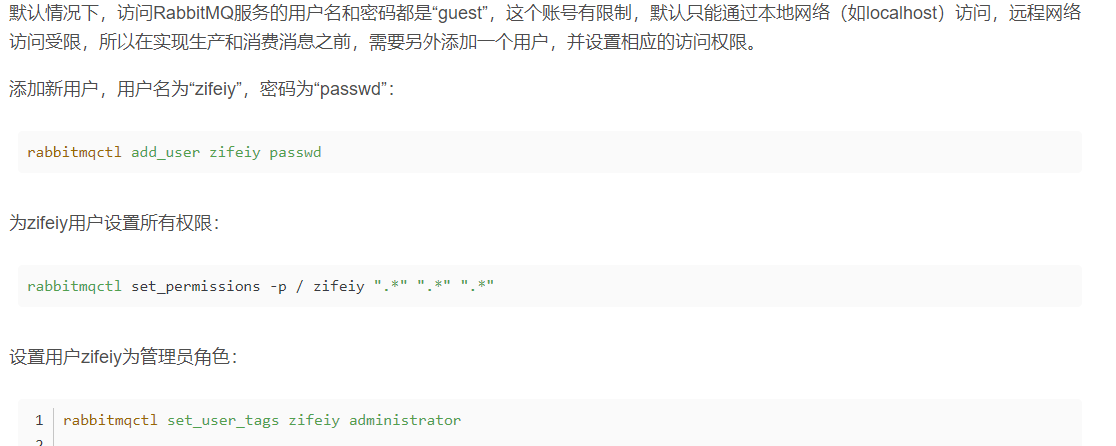 默认情况下，访问RabbitMQ服务的用户名和密码都是“guest”，这个账号有限制，默认只能通过本地网络（如localhost）访问，远程网络
访问受限，所以在实现生产和消费消息之前，需要另外添加一个用户，并设置相应的访问权限。
添加新用户，用户名为“zifeiy”，密码为“passwd”：
rabbitmqctl add_user zifeiy passwd
为zifeiy用户设置所有权限：
rabbitmqctl set_permissions -p / zifeiy ".*" ".*" ".*"
设置用户zifeiy为管理员角色：
1 rabbitmqctl set_user_tags zifeiy administrator
2